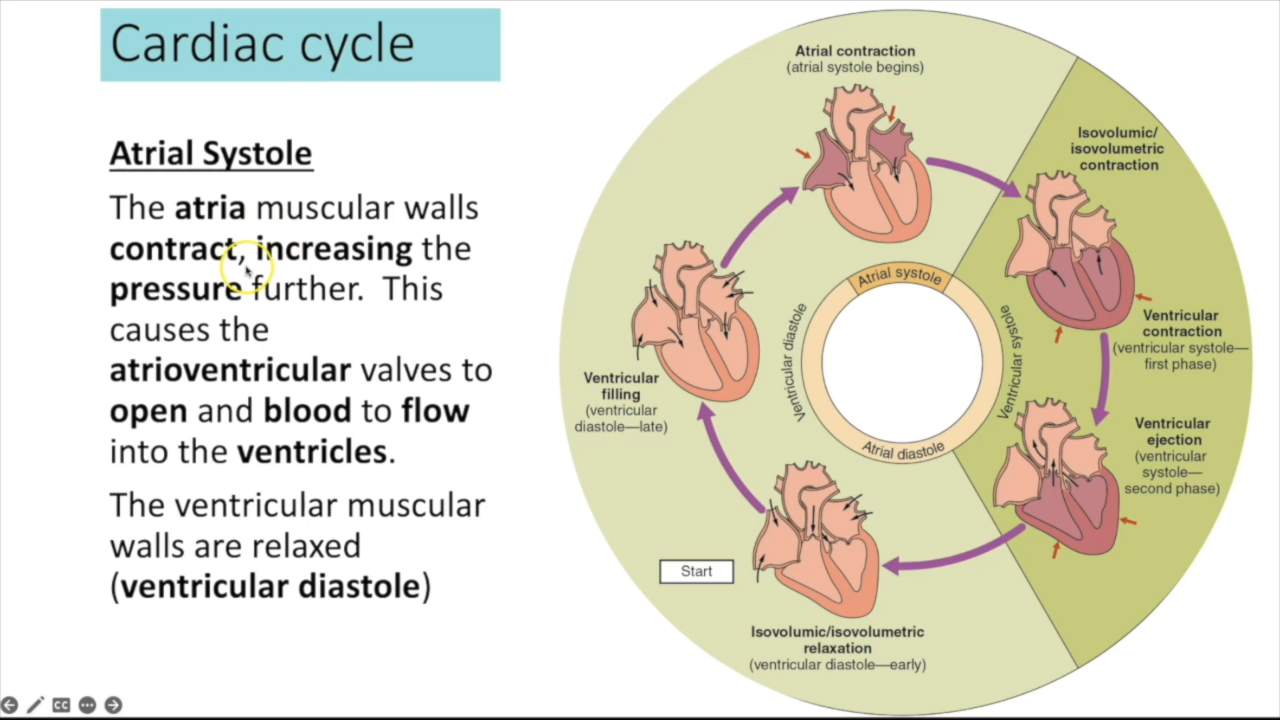 Cardiac cycle
Atrial Systole
The atria muscular walls
contract, increasing the
pressure further. This
causes the
atrioventricular valves to
open and blood to flow
into the ventricles.
The ventricular muscular
walls are relaxed
(ventricular diastole)
Atrial contraction
(atrial systole begins)
Isovolumic/
isovolumetric
contraction
Ventricular
contraction
(ventricular systole—
first phase)
Ventricular
ejection
(ventricular
systole—
second phase)
Isovolumic/isovolumetric
relaxation
(ventricular diastole—early)
Start
Ventricular
filling
(ventricular
diastole—late)
Atrial systole
Ventricular systole
Atrial diastole
Ventricular diastole
CC